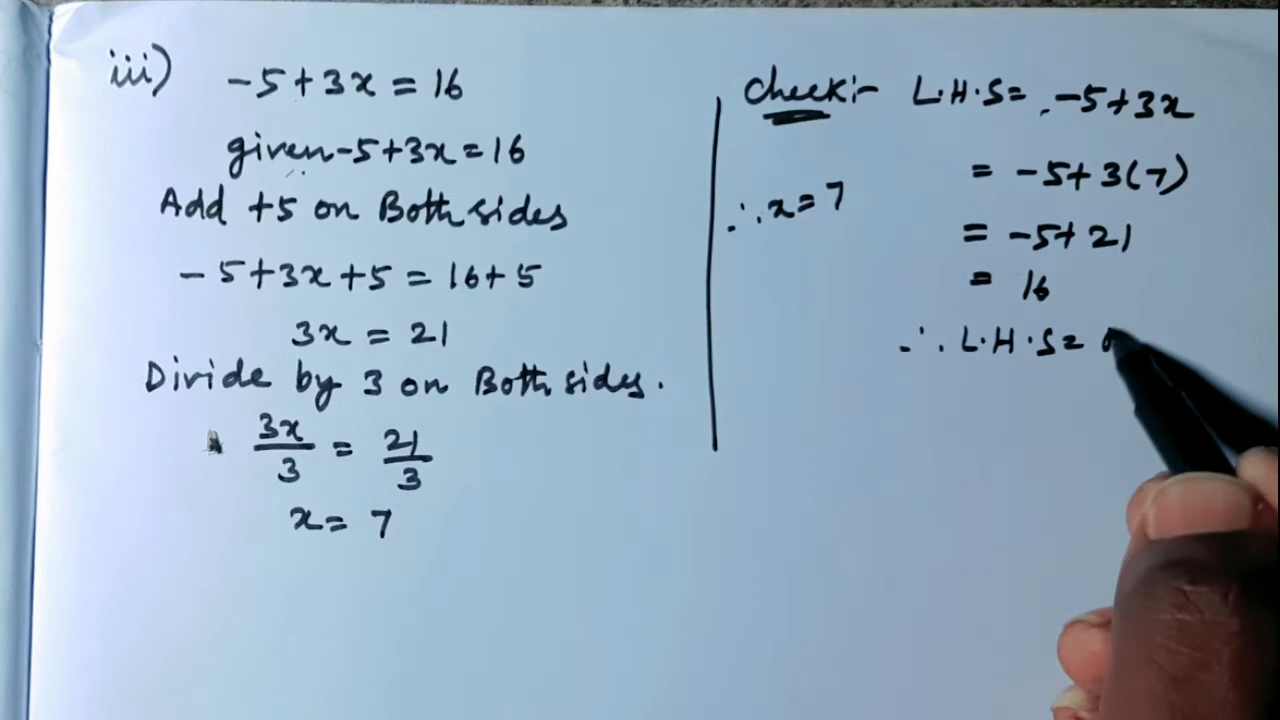 iii) -5+3x = 16
given -5+3x = 16
Add +5 on Both sides
-5+3x+5 = 16+5
3x = 21
Divide by 3 on Both sides.
3x/3 = 21/3
x = 7
Check:- L.H.S = -5+3x
= -5+3(7)
∴ x = 7
= -5+21
= 16
∴ L.H.S =